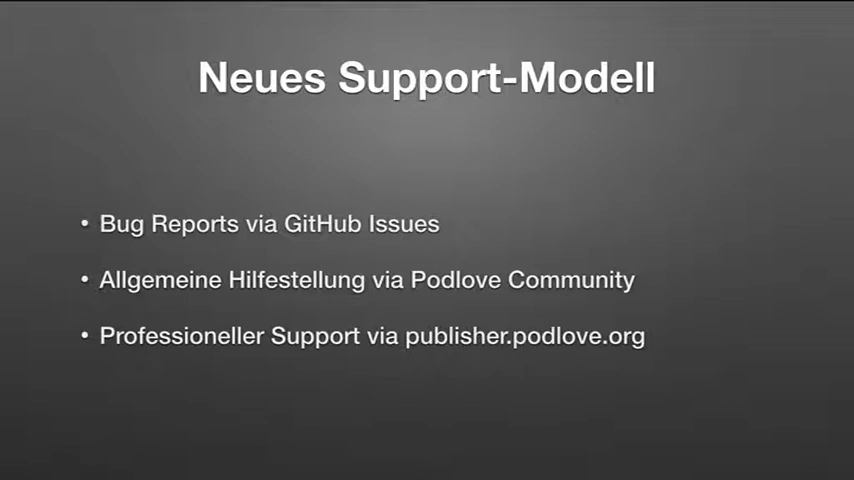 Neues Support-Modell
• Bug Reports via GitHub Issues
• Allgemeine Hilfestellung via Podlove Community
• Professioneller Support via publisher.podlove.org